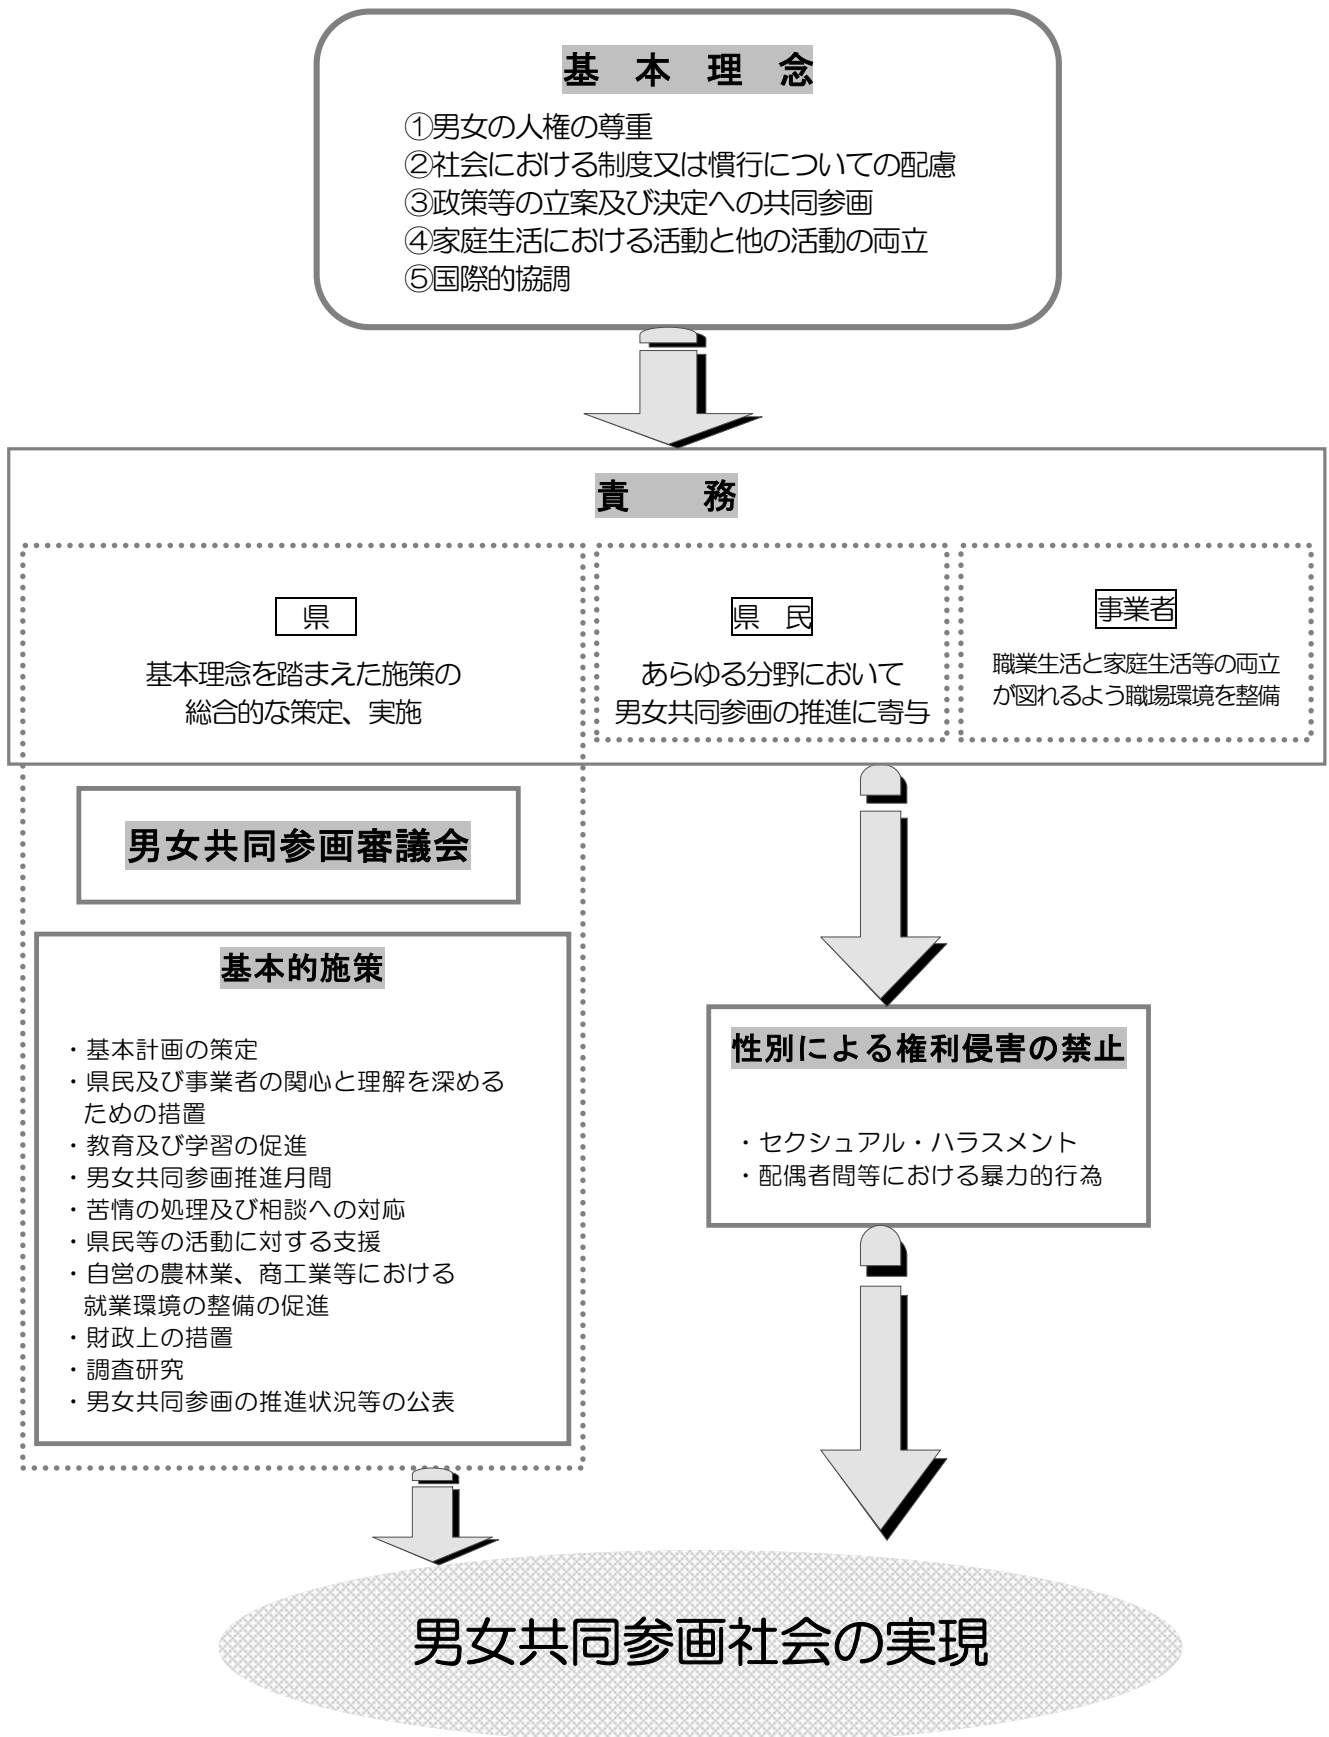 基 本 理 念
①男女の人権の尊重
②社会における制度又は慣行についての配慮
③政策等の立案及び決定への共同参画
④家庭生活における活動と他の活動の両立
⑤国際的協調
責 務
県
基本理念を踏まえた施策の
総合的な策定、実施
県 民
あらゆる分野において
男女共同参画の推進に寄与
事業者
職業生活と家庭生活等の両立
が図れるよう職場環境を整備
男女共同参画審議会
基本的施策
・基本計画の策定
・県民及び事業者の関心と理解を深める
ための措置
・教育及び学習の促進
・男女共同参画推進月間
・苦情の処理及び相談への対応
・県民等の活動に対する支援
・自営の農林業、商工業等における
就業環境の整備の促進
・財政上の措置
・調査研究
・男女共同参画の推進状況等の公表
性別による権利侵害の禁止
・セクシュアル・ハラスメント
・配偶者間等における暴力的行為
男女共同参画社会の実現